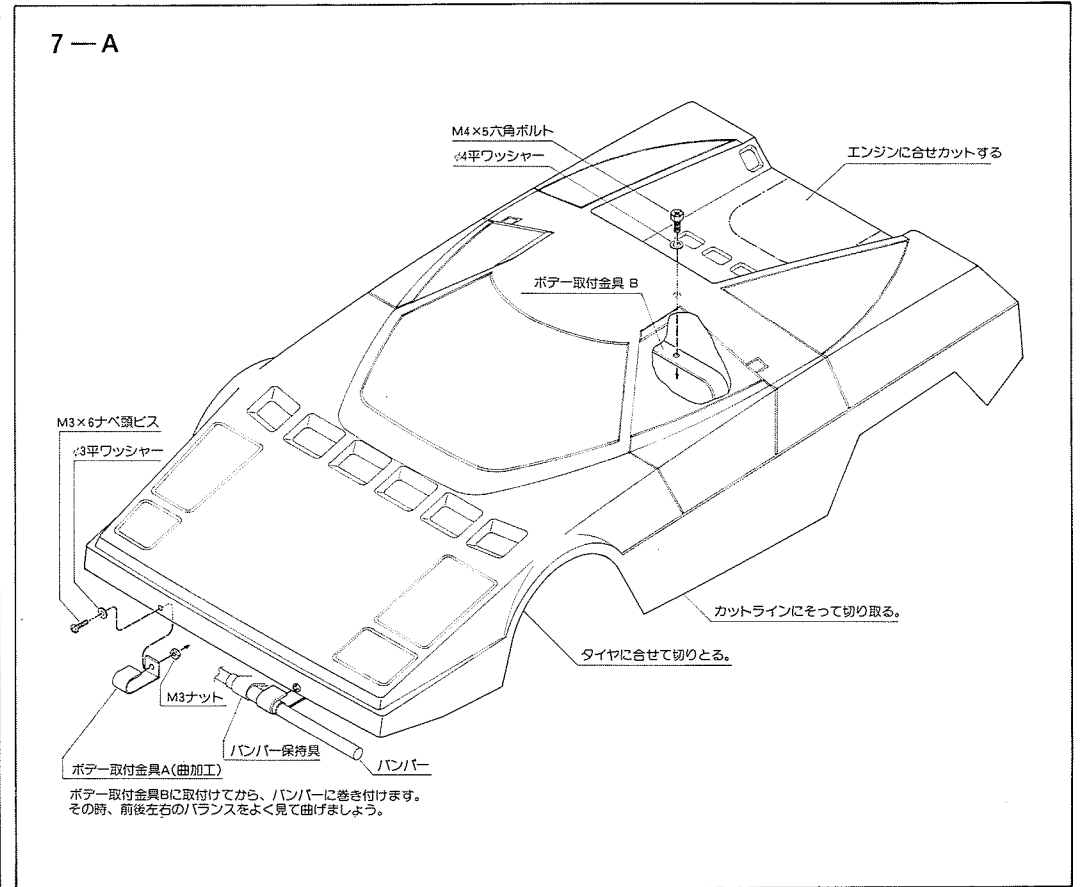 7—A
M4×5六角ボルト
φ4平ワッシャー
エンジンに合せカットする
ボデー取付金具 B
M3×6ナベ頭ビス
φ3平ワッシャー
カットラインにそって切り取る。
タイヤに合せて切りとる。
M3ナット
バンパー保持具
バンパー
ボデー取付金具A(曲加工)
ボデー取付金具Bに取付けてから、バンパーに巻き付けます。
その時、前後左右のバランスをよく見て曲げましょう。